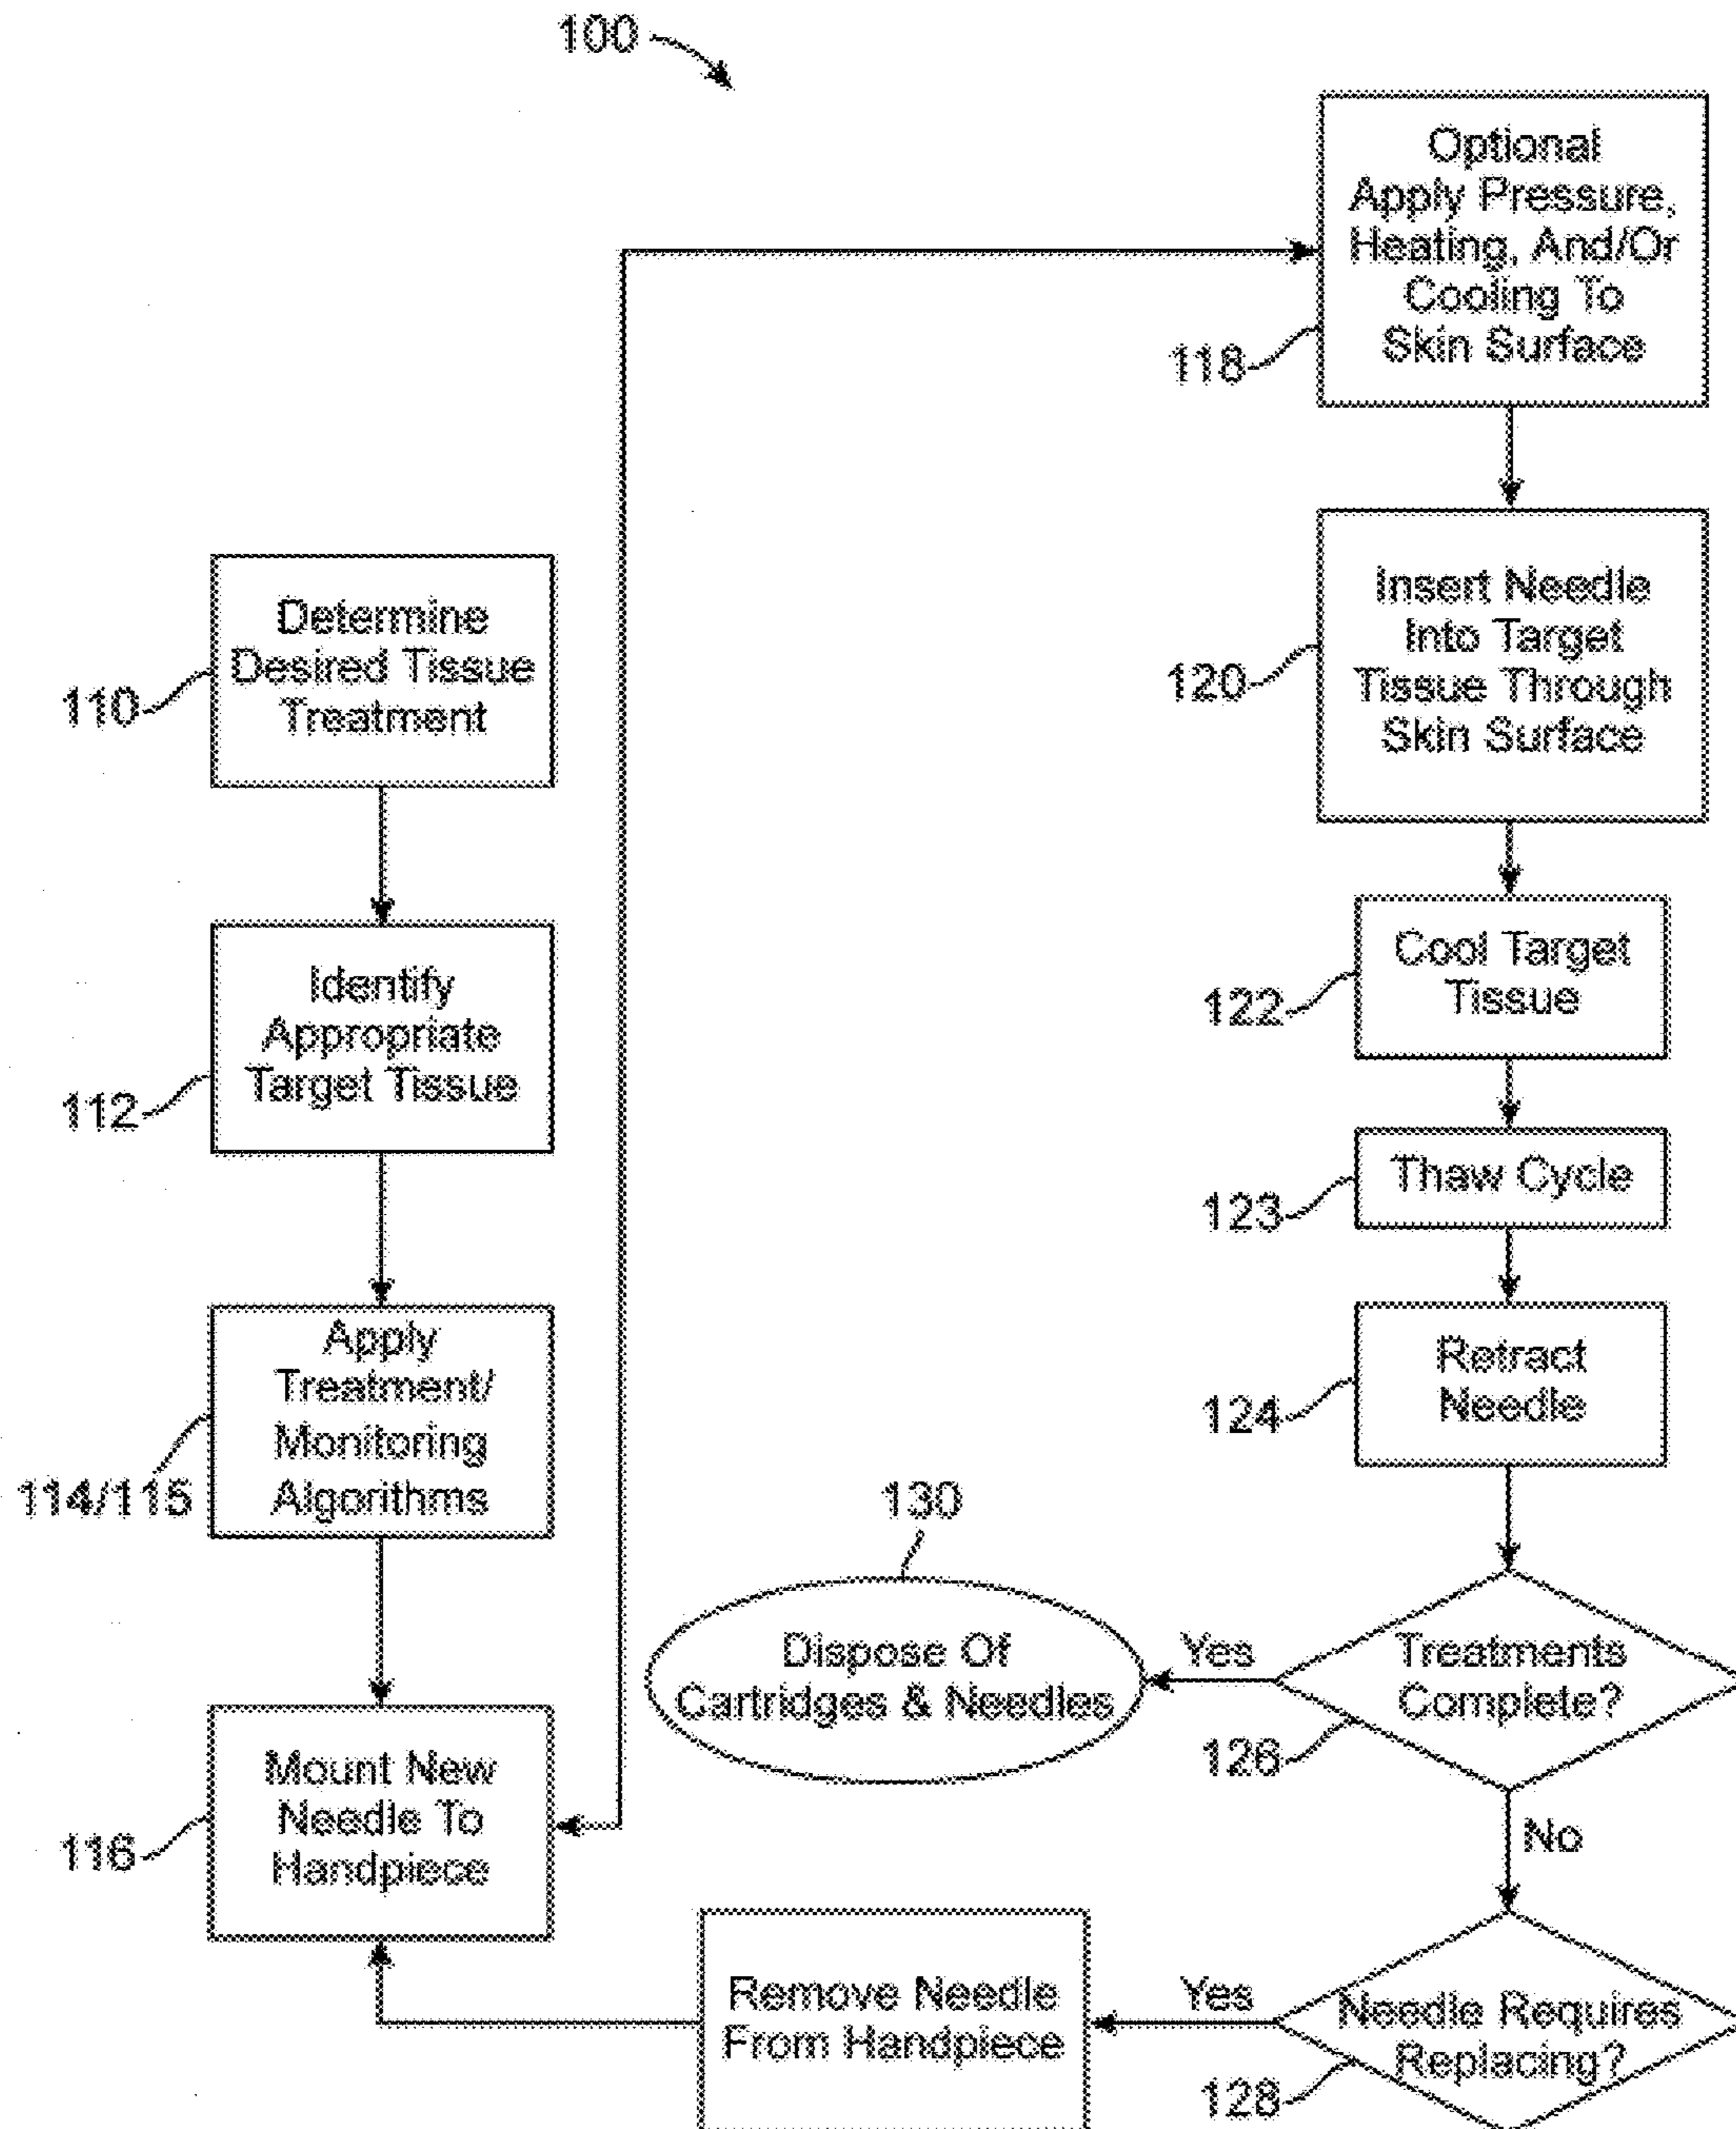 100
Determine
Desired Tissue
Treatment
110
Identify
Appropriate
Target Tissue
112
Apply
Treatment/
Monitoring
Algorithms
114/115
Mount New
Needle To
Handpiece
116
Optional
Apply Pressure,
Heating, And/Or
Cooling To
Skin Surface
118
Insert Needle
Into Target
Tissue Through
Skin Surface
120
Cool Target
Tissue
122
Thaw Cycle
123
Retract
Needle
124
Treatments
Complete?
126
Yes
130
Dispose Of
Cartridges & Needles
No
Needle Requires
Replacing?
128
Yes
Remove Needle
From Handpiece